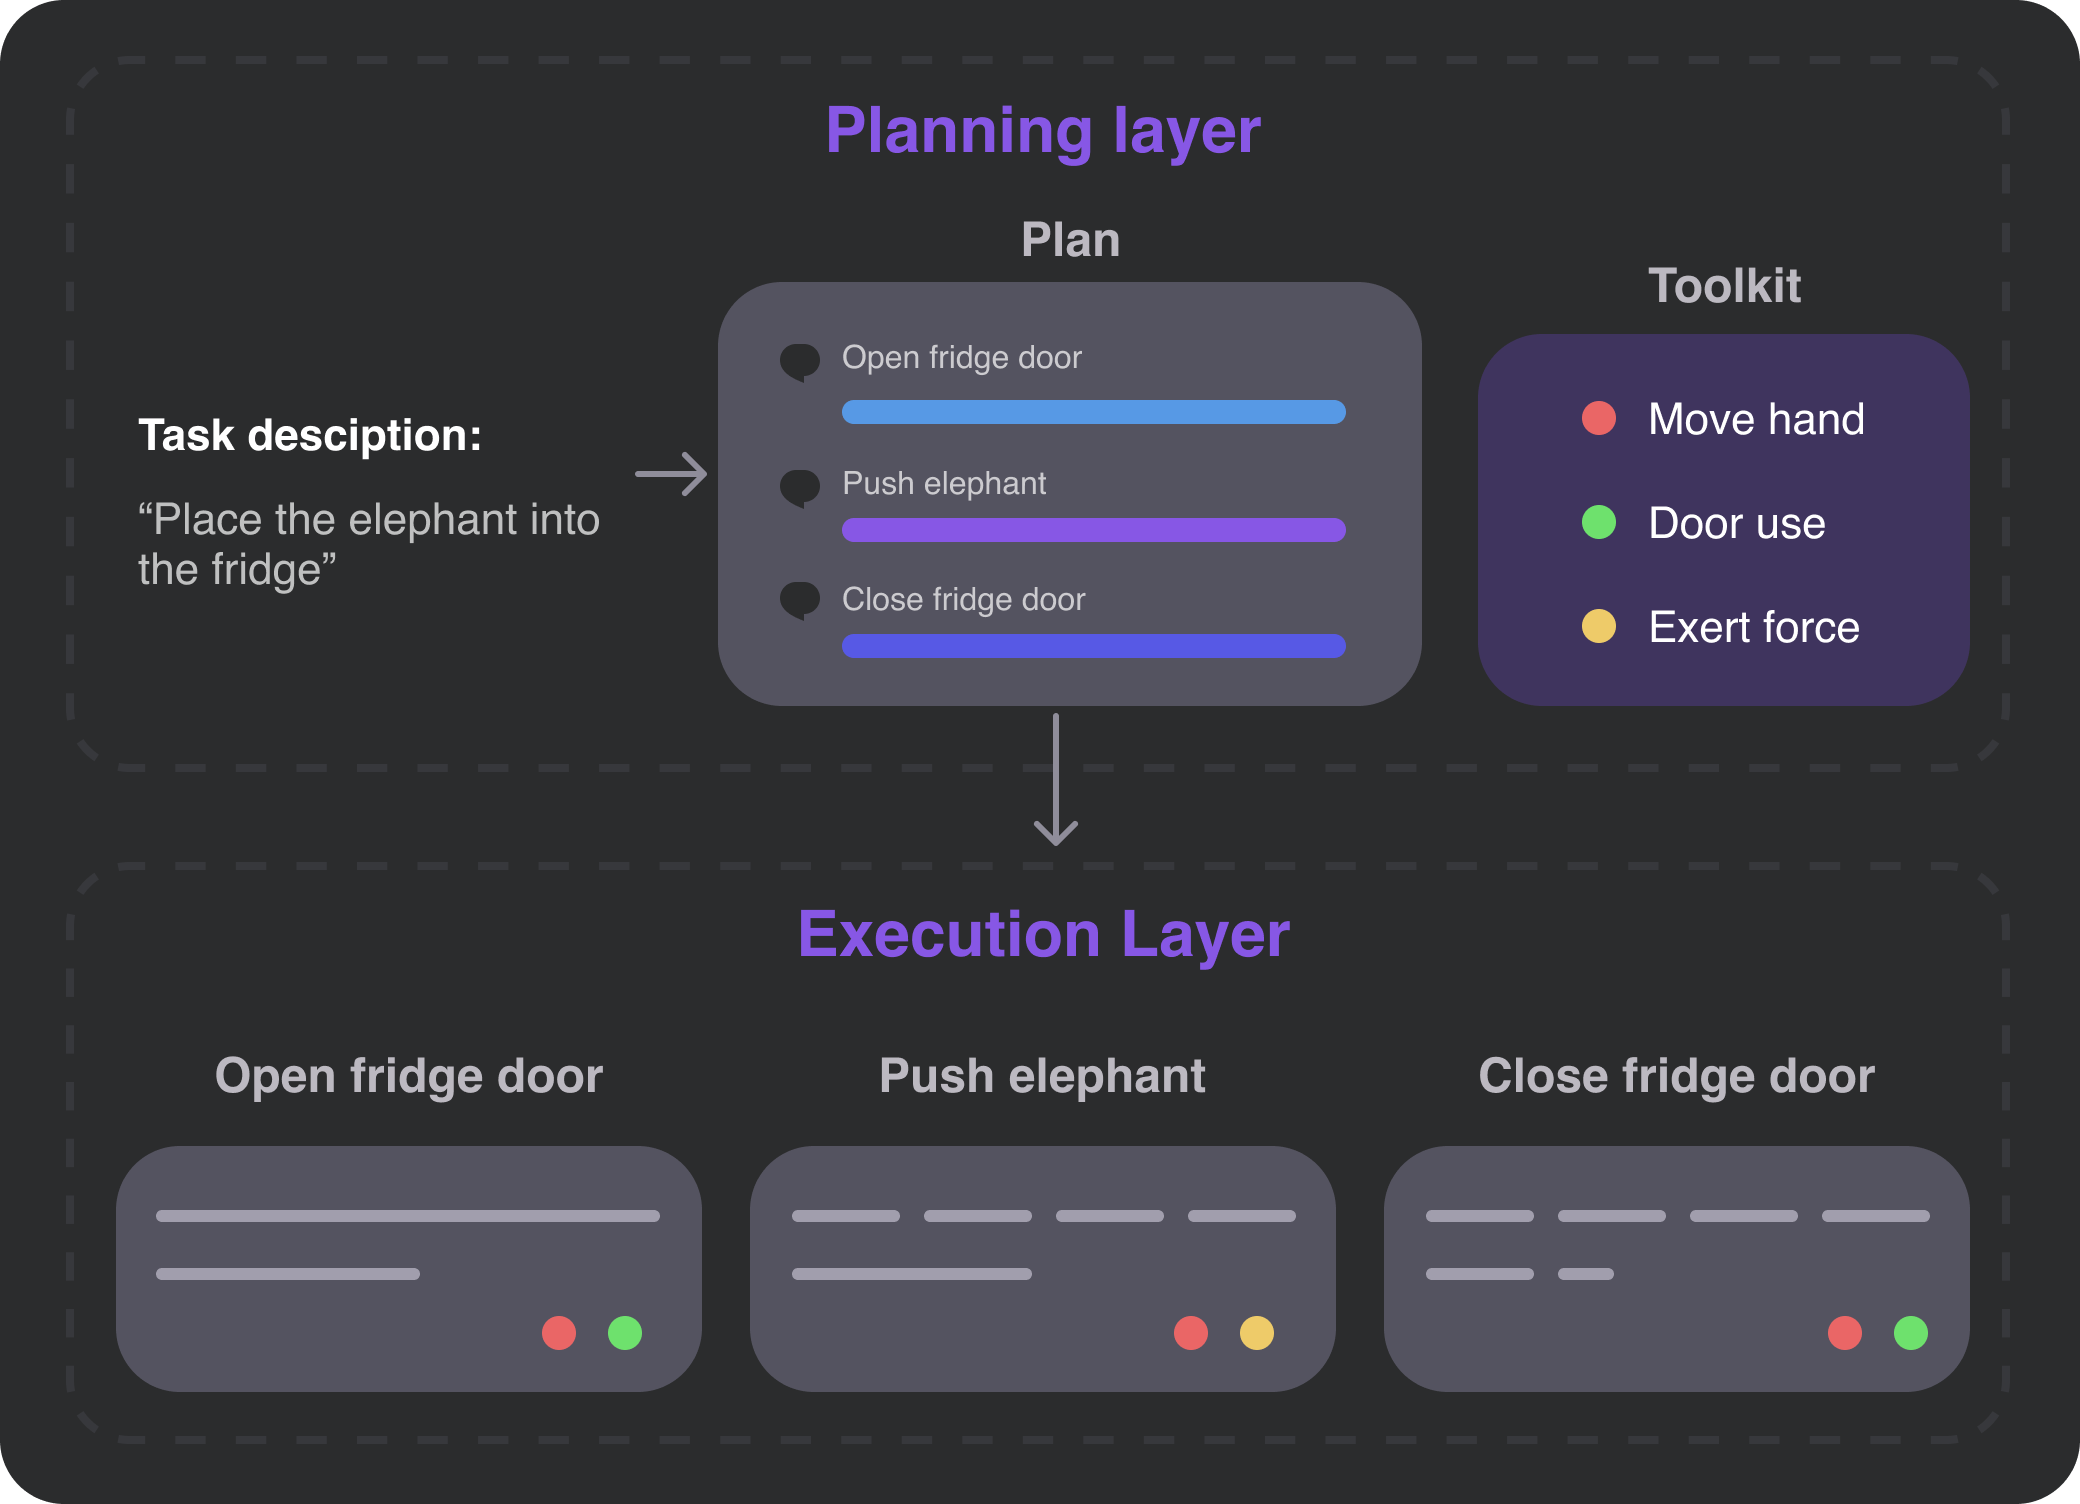 Planning layer
Plan
Toolkit
Open fridge door
Push elephant
Close fridge door
Task desciption:
“Place the elephant into
the fridge”
Move hand
Door use
Exert force
Execution Layer
Open fridge door
Push elephant
Close fridge door